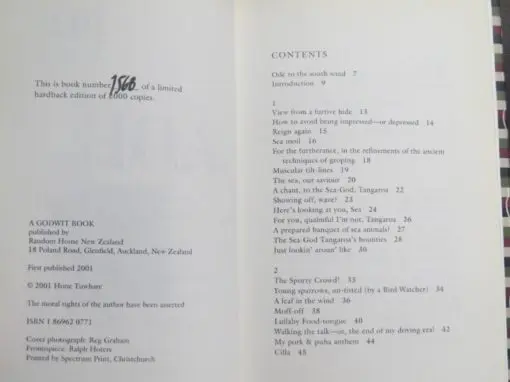 This is book number 1568 of a limited
hardback edition of 2000 copies.
A GODWIT BOOK
published by
Random House New Zealand
18 Poland Road, Glenfield, Auckland, New Zealand
First published 2001
© 2001 Hone Tuwhare
The moral rights of the author have been asserted
ISBN 1 86962 0771
Cover photograph: Reg Graham
Frontispiece: Ralph Hotere
Printed by Spectrum Print, Christchurch
CONTENTS
Ode to the south wind 7
Introduction 9
1
View from a furtive hide 13
How to avoid being impressed—or depressed 14
Reign again 15
Sea moil 16
For the furtherance, in the refinements of the ancient
techniques of groping 18
Muscular tilt-lines 19
The sea, our saviour 20
A chant, to the Sea-God, Tangaroa 22
Showing off, wave? 23
Here's looking at you, Sea 24
For you, quainful I'm not, Tangaroa 26
A prepared banquet of sea animals? 27
The Sea-God Tangaroa's bounties 28
Just lookin' aroun' like 30
2
The Sporty Crowd! 33
Young sparrows, un-fitted (by a Bird Watcher) 34
A leaf in the wind 36
Moff-off 38
Lullaby Food-tongue 40
Walking the talk—or, the end of my driving era! 42
My pork & puha anthem 44
Cilla 45